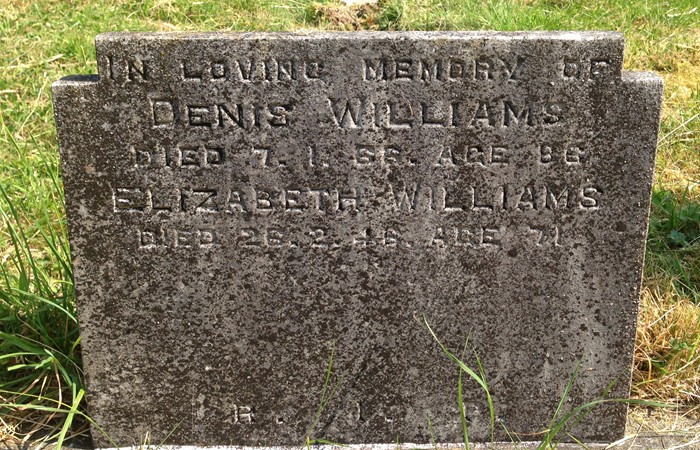 In Loving Memory of
Denis Williams
Died 7. 1. 66. Age 86
Elizabeth Williams
Died 26. 2. 46. Age 71
R. I. P.